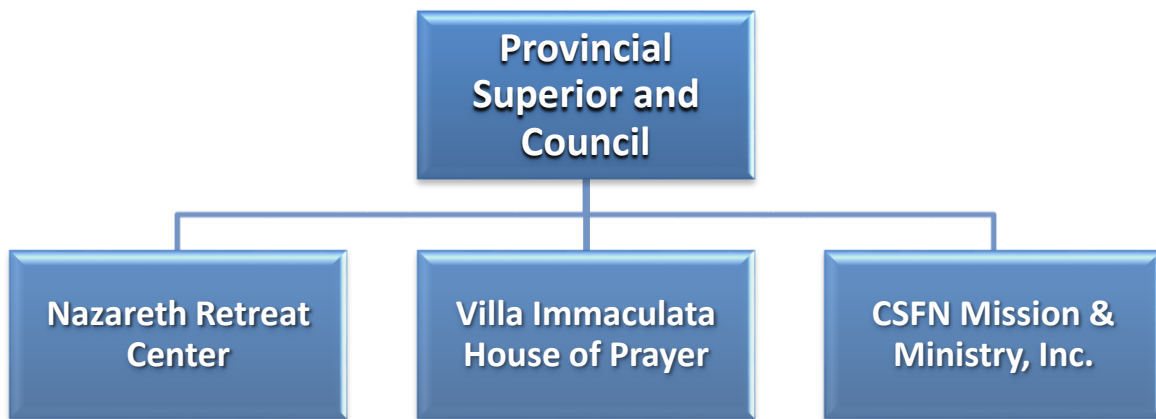 Provincial
Superior and
Council
Nazareth Retreat
Center
Villa Immaculata
House of Prayer
CSFN Mission &
Ministry, Inc.